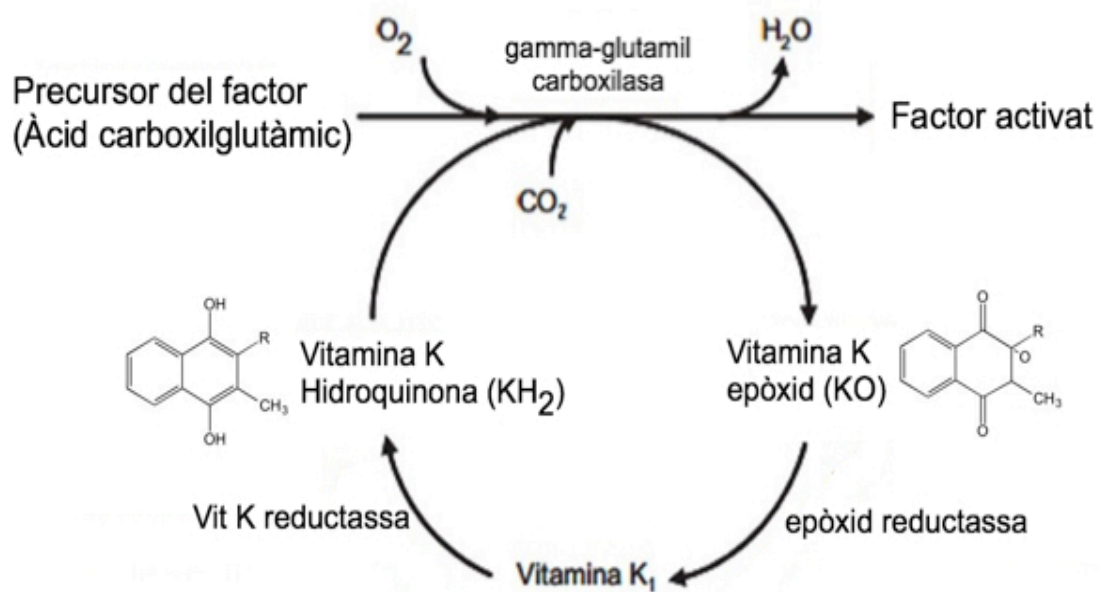 O₂
gamma-glutamil
carboxilasa
H₂O
Precursor del factor
(Àcid carboxilglutàmic)
Factor activat
CO₂
OH
R
CH₃
OH
Vitamina K
Hidroquinona (KH₂)
Vitamina K
epòxid (KO)
O
R
O
CH₃
O
Vit K reductassa
epòxid reductassa
Vitamina K₁